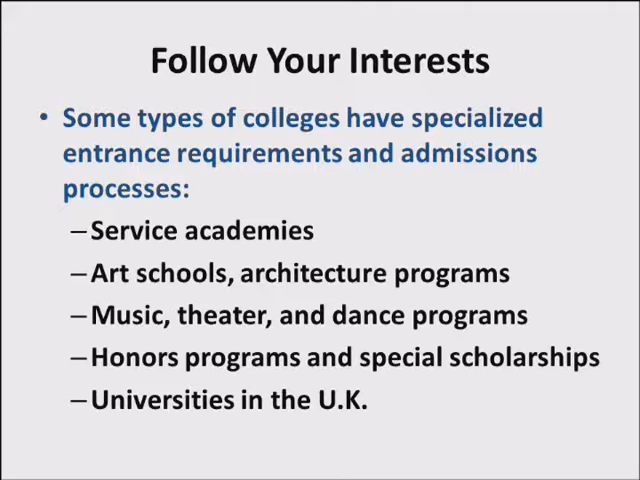 Follow Your Interests
• Some types of colleges have specialized
entrance requirements and admissions
processes:
–Service academies
–Art schools, architecture programs
–Music, theater, and dance programs
–Honors programs and special scholarships
–Universities in the U.K.